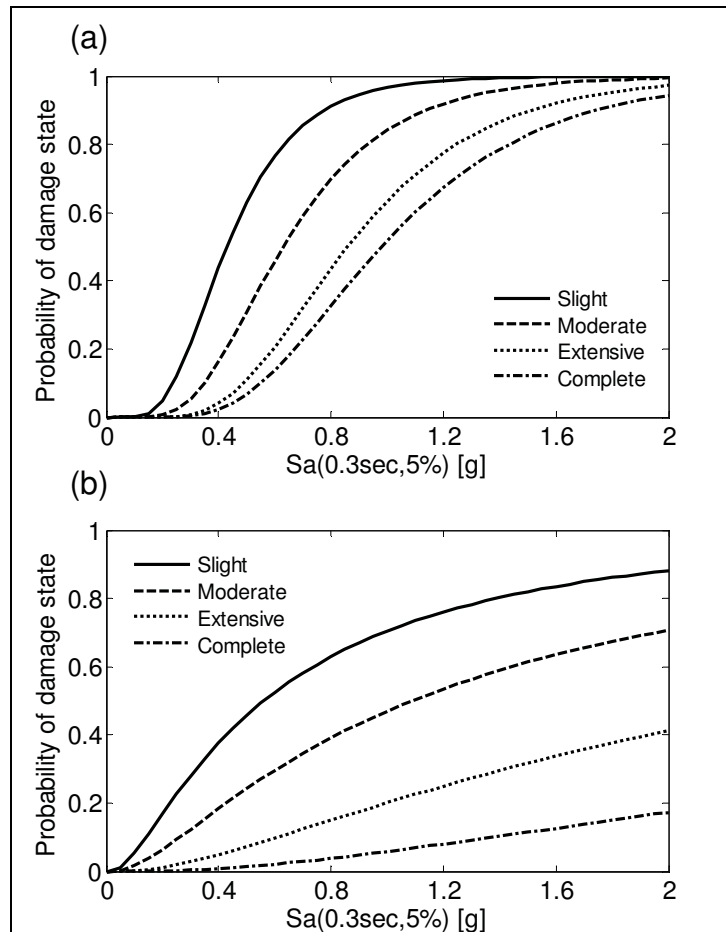 (a)
1
0.8
0.6
0.4
0.2
0
Probability of damage state
Slight
Moderate
Extensive
Complete
0 0.4 0.8 1.2 1.6 2
Sa(0.3sec,5%) [g]
(b)
1
0.8
0.6
0.4
0.2
0
Probability of damage state
Slight
Moderate
Extensive
Complete
0 0.4 0.8 1.2 1.6 2
Sa(0.3sec,5%) [g]